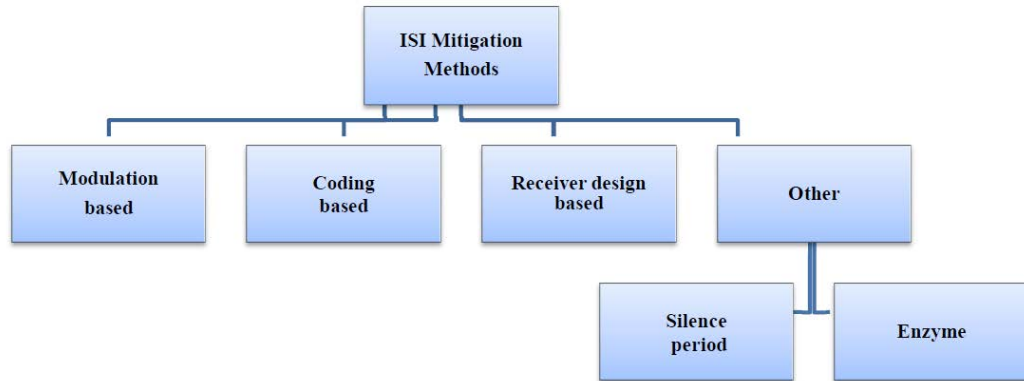 ISI Mitigation
Methods
Modulation
based
Coding
based
Receiver design
based
Other
Silence
period
Enzyme